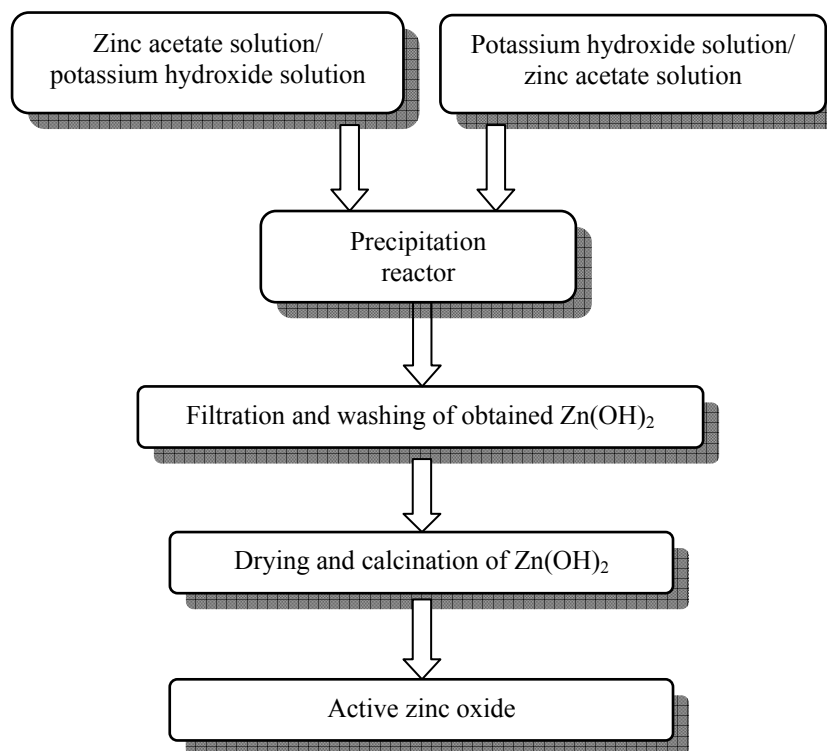 Zinc acetate solution/
potassium hydroxide solution
Potassium hydroxide solution/
zinc acetate solution
Precipitation
reactor
Filtration and washing of obtained Zn(OH)₂
Drying and calcination of Zn(OH)₂
Active zinc oxide